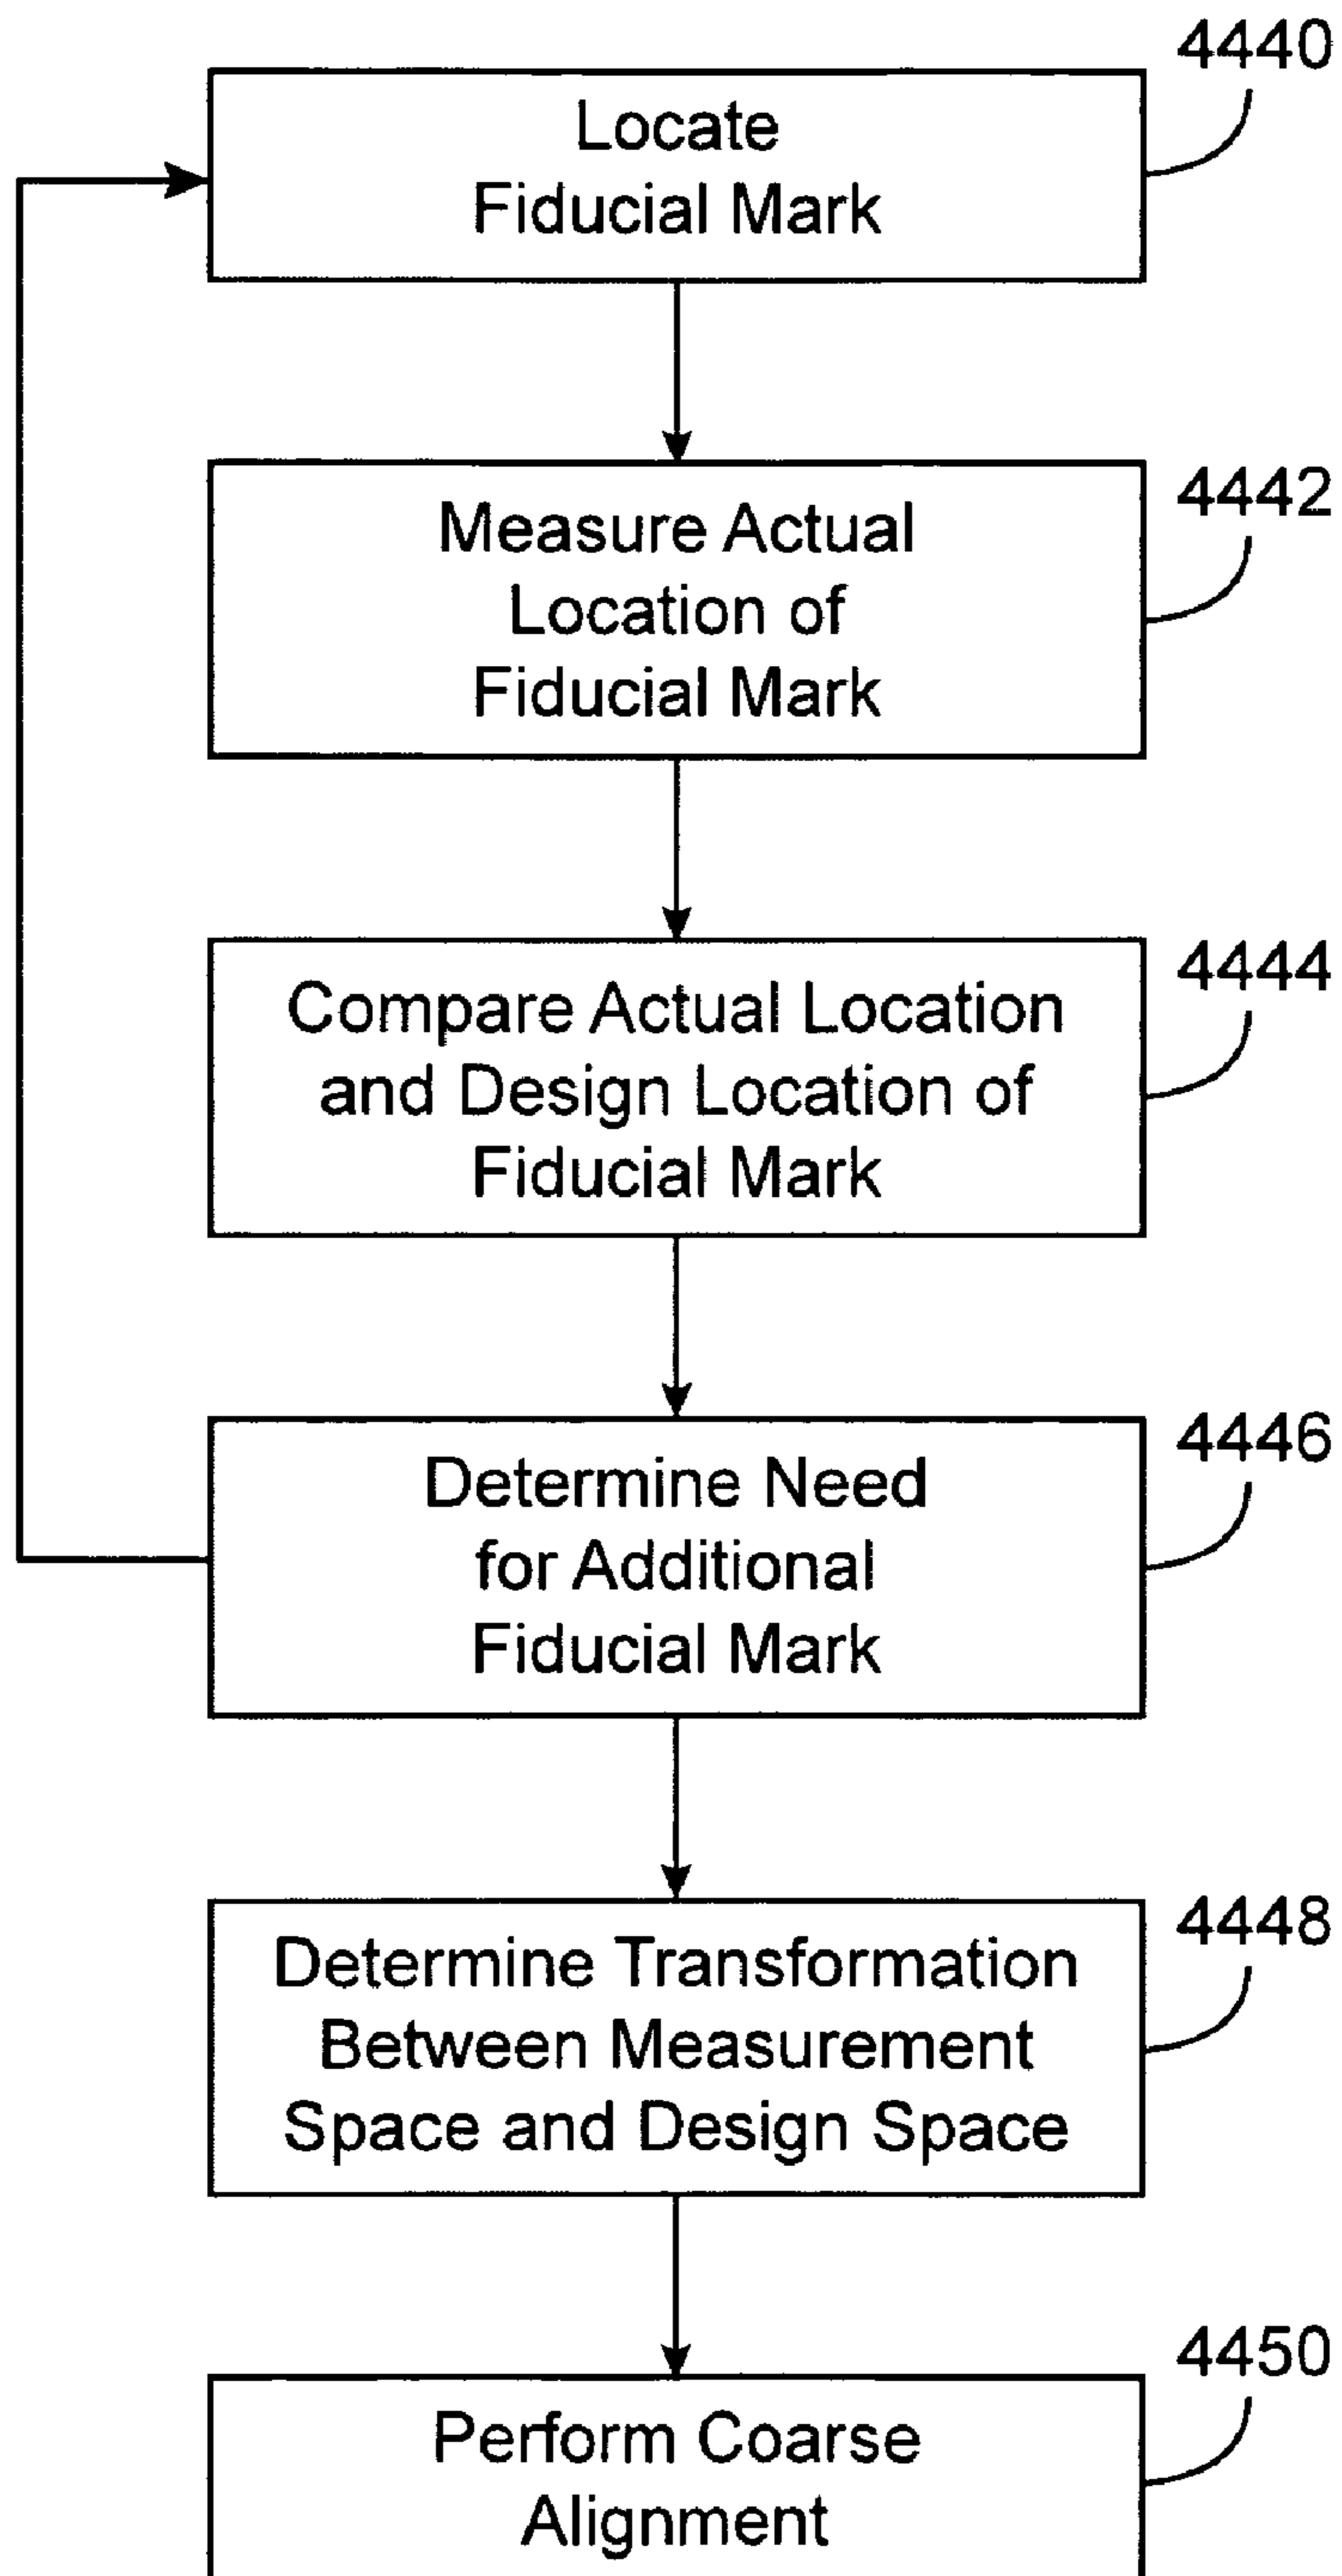 4440
Locate
Fiducial Mark
4442
Measure Actual
Location of
Fiducial Mark
4444
Compare Actual Location
and Design Location of
Fiducial Mark
4446
Determine Need
for Additional
Fiducial Mark
4448
Determine Transformation
Between Measurement
Space and Design Space
4450
Perform Coarse
Alignment